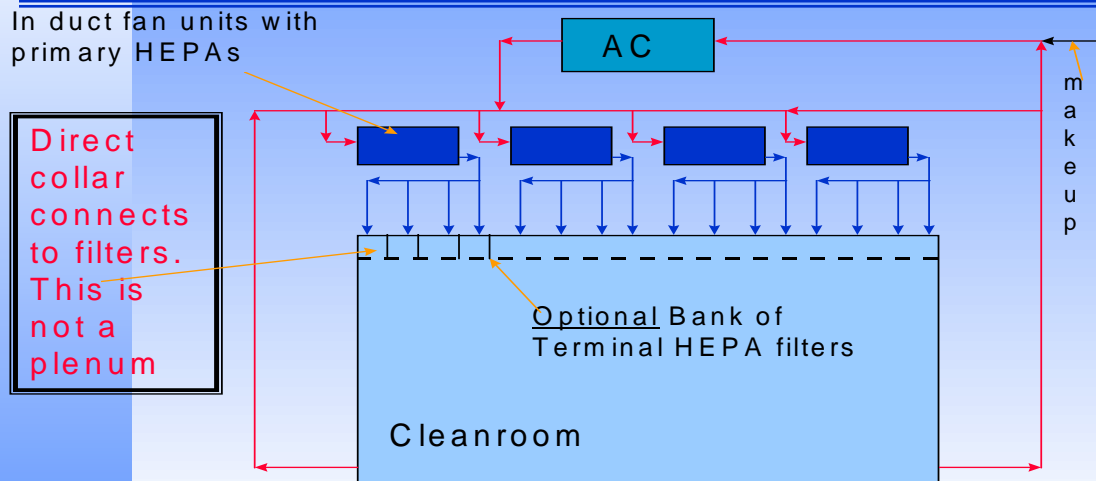 In duct fan units with
primary HEPAs
AC
makeup
Direct
collar
connects
to filters.
This is
not a
plenum
Optional Bank of
Terminal HEPA filters
Cleanroom